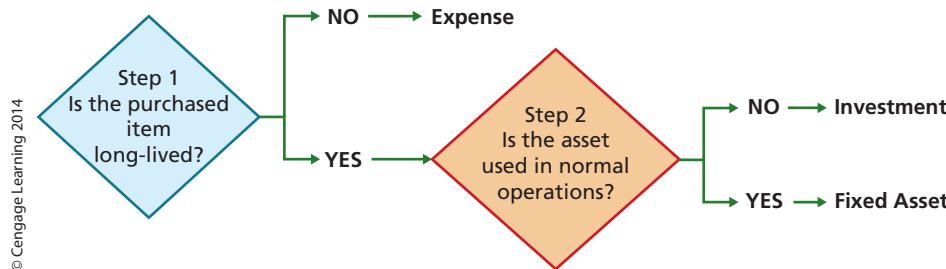 NO
Expense
Step 1
Is the purchased
item
long-lived?
YES
Step 2
Is the asset
used in normal
operations?
NO
Investment
YES
Fixed Asset
© Cengage Learning 2014